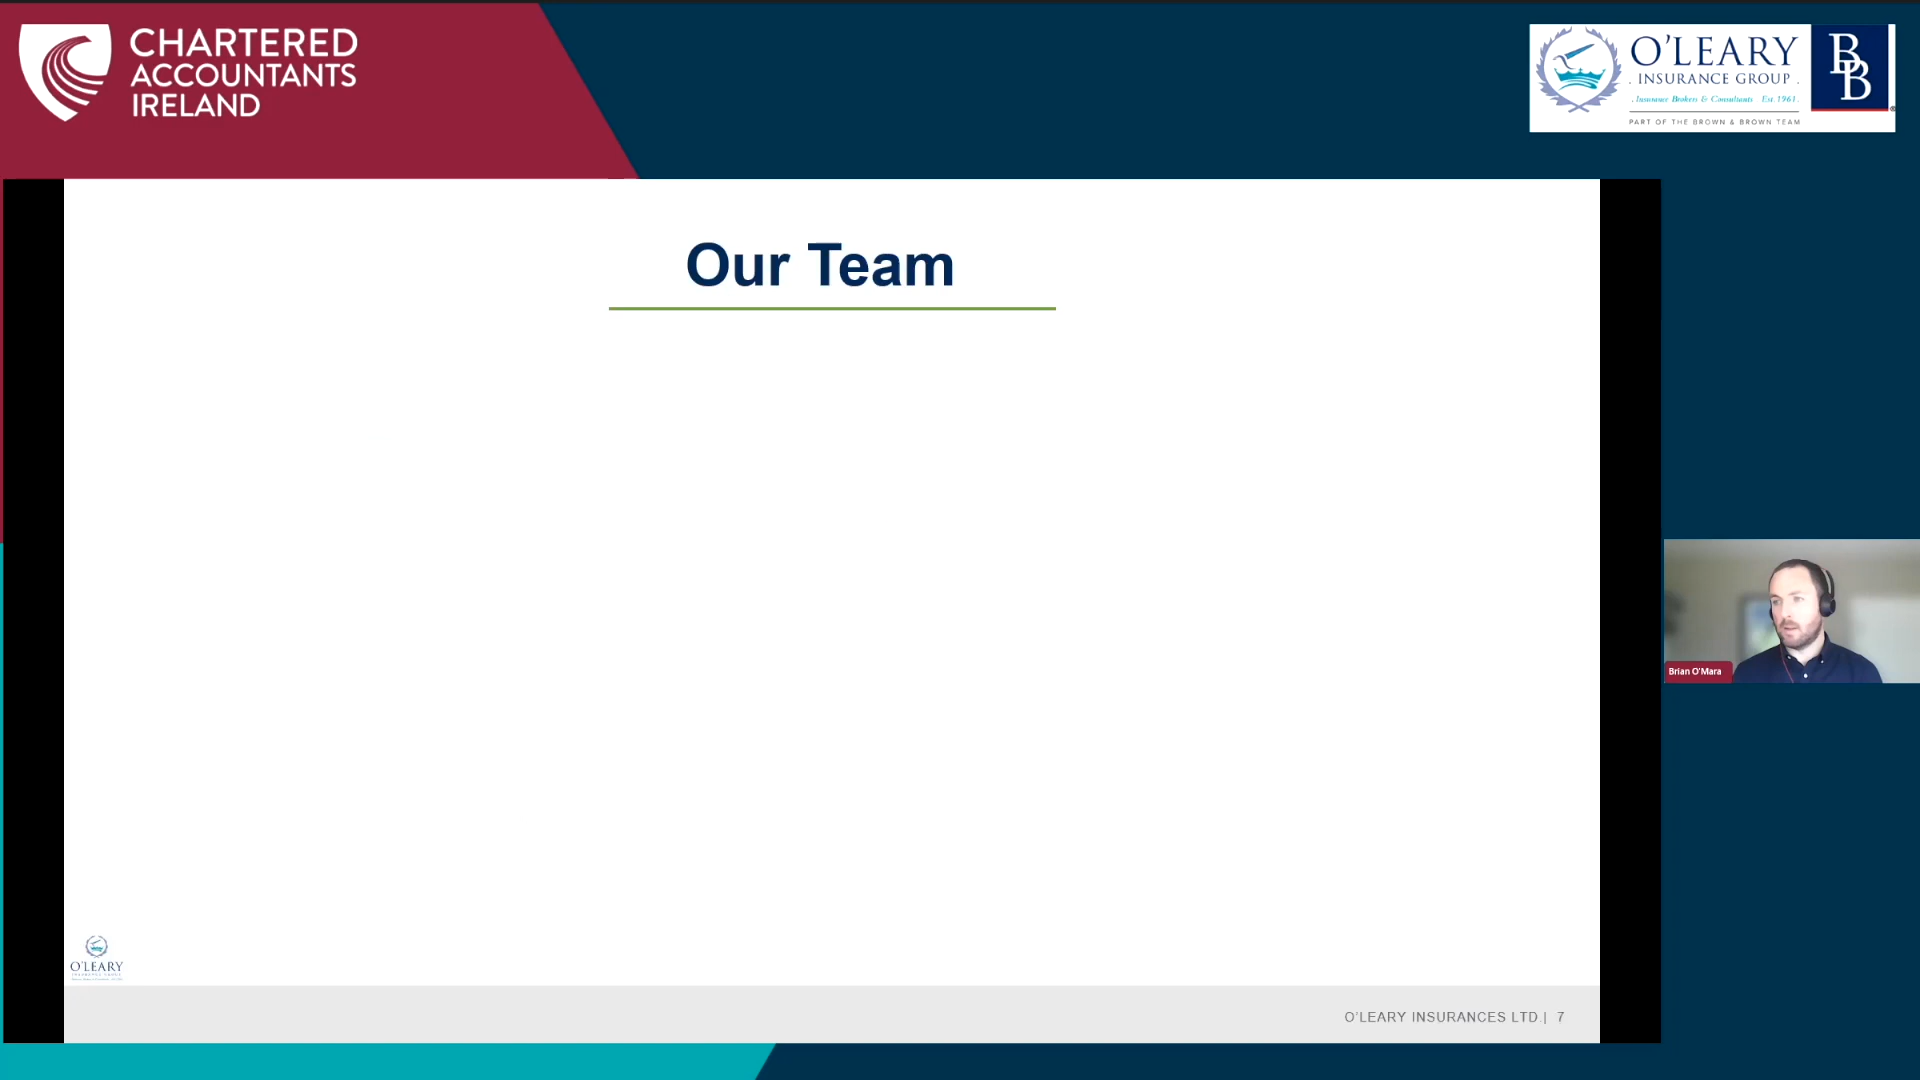 CHARTERED
ACCOUNTANTS
IRELAND
O'LEARY
INSURANCE GROUP
Insurance Brokers & Consultants Est.1961
PART OF THE BROWN & BROWN TEAM
BB
Our Team
Brian O'Mara
O'LEARY
O'LEARY INSURANCES LTD.| 7